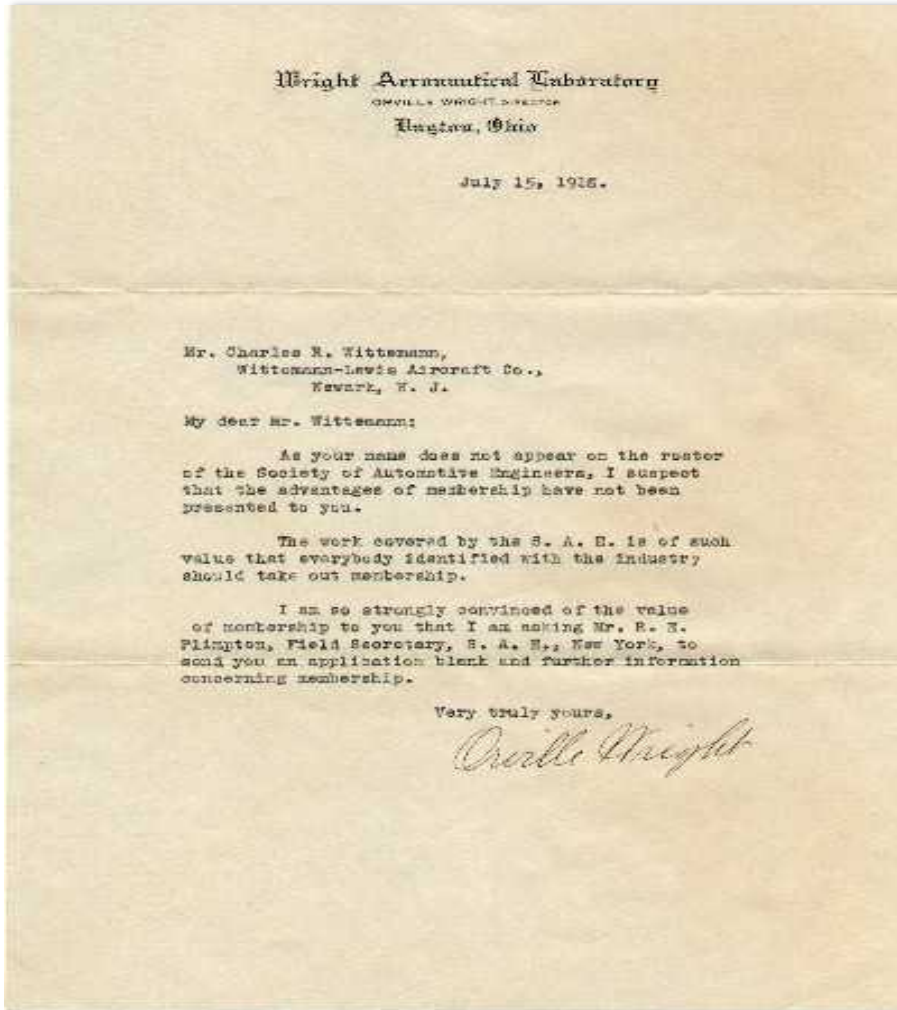 Wright Aeronautical Laboratory
ORVILLE WRIGHT DIRECTOR
Dayton, Ohio
July 15,
Mr. Charles R. Wittemann,
Wittemann-Lewis Aircraft Co.,
Newark, N. J.
My dear Mr. Wittemann:
As your name does not appear on the roster
of the Society of Automotive Engineers, I suspect
that the advantages of membership have not been
presented to you.
The work covered by the S. A. E. is of such
value that everybody identified with the industry
should take out membership.
I am so strongly convinced of the value
of membership to you that I am asking Mr. R. E.
Plimpton, Field Secretary, S. A. E., New York, to
send you an application blank and further information
concerning membership.
Very truly yours,
Orville Wright